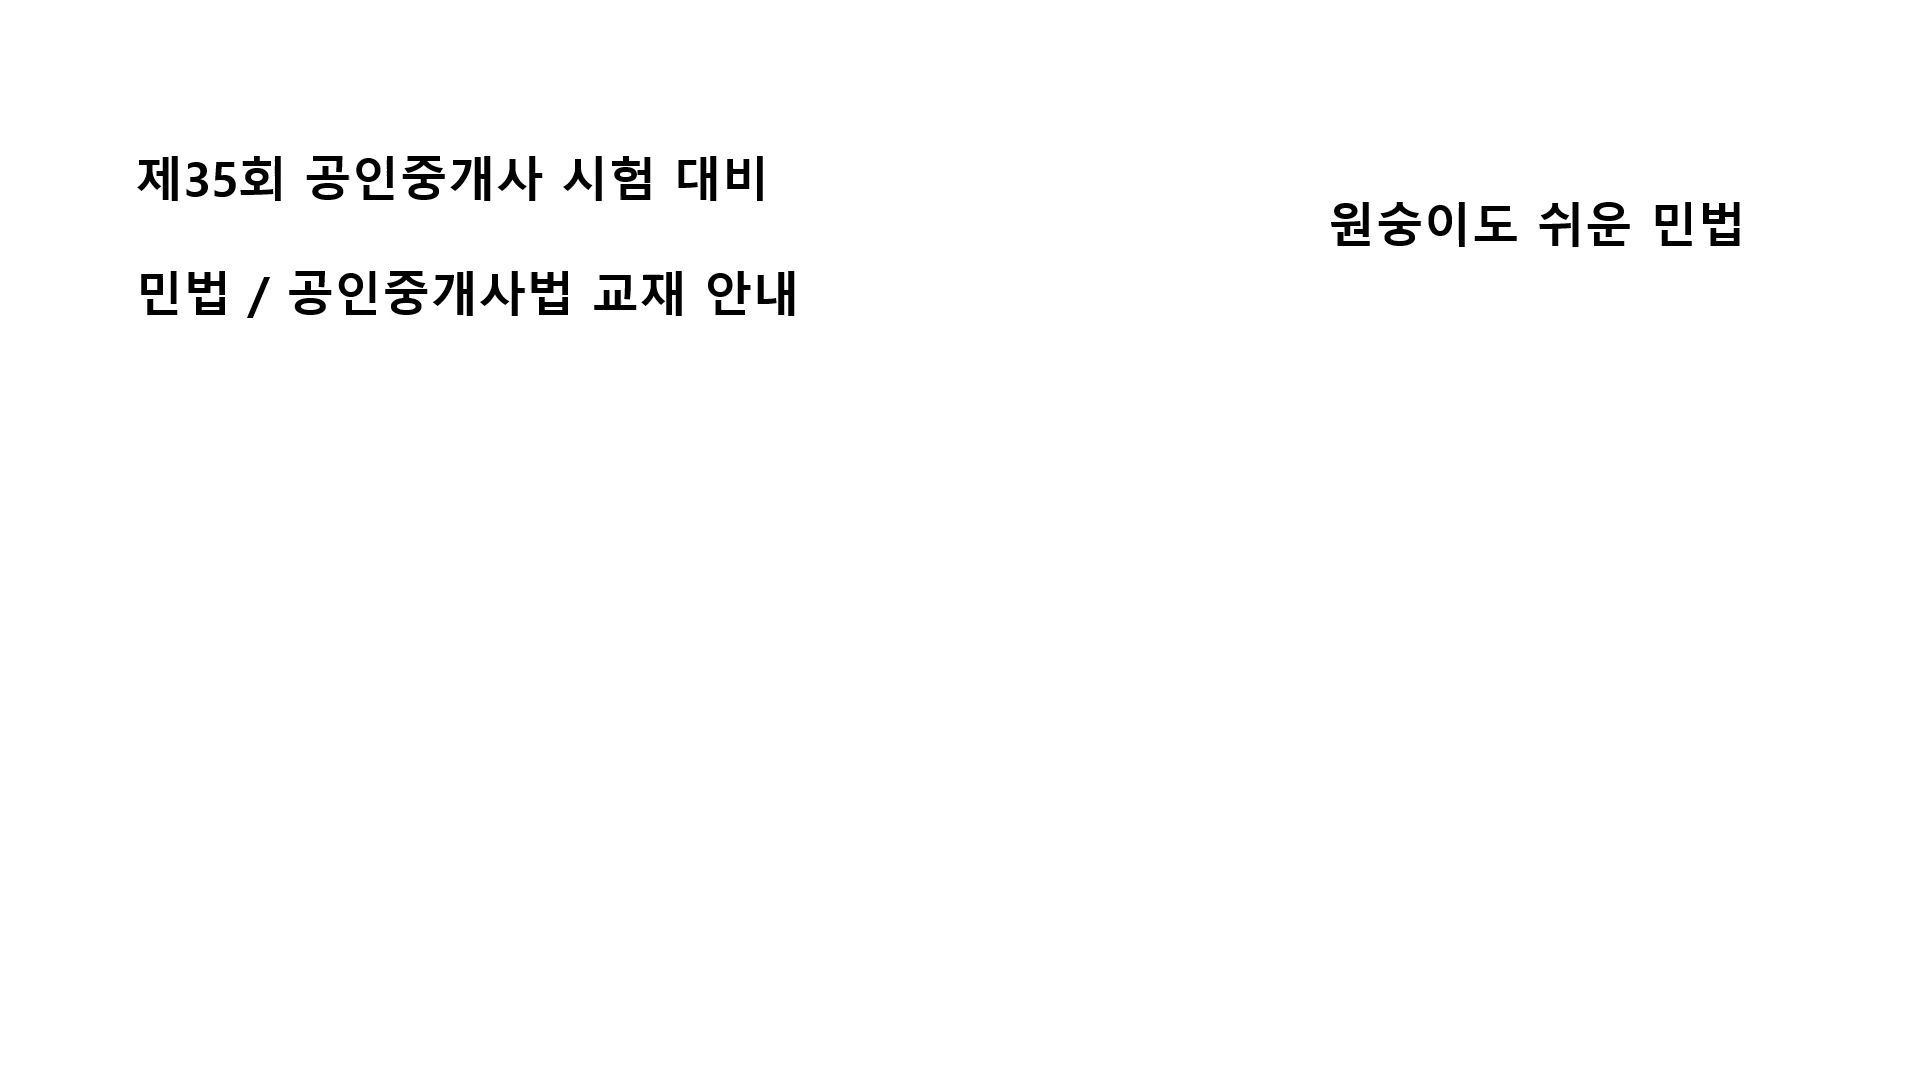 제35회 공인중개사 시험 대비
민법 / 공인중개사법 교재 안내
원숭이도 쉬운 민법